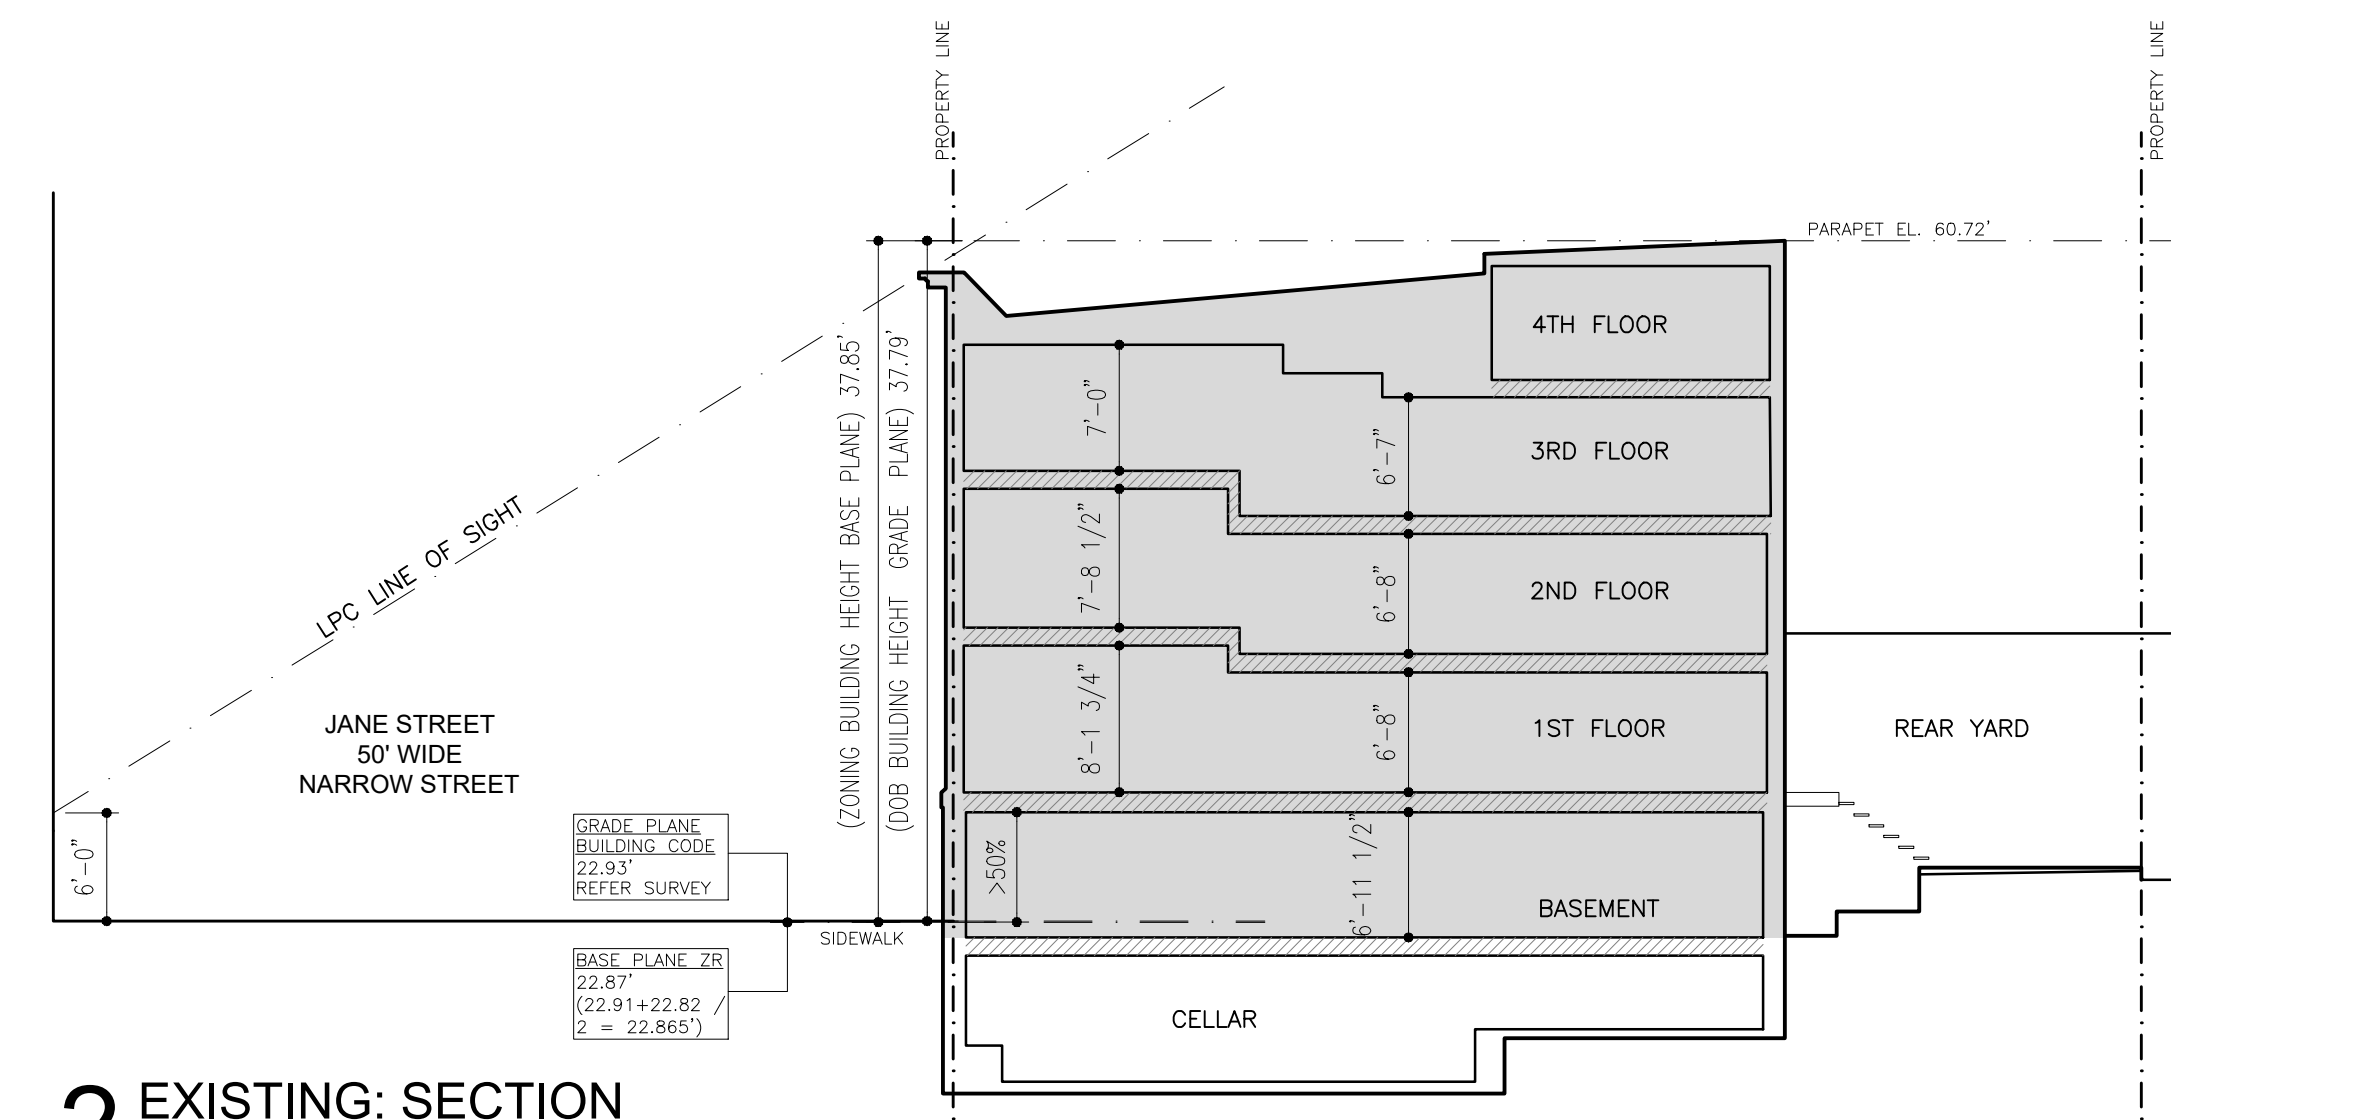 PROPERTY LINE
PROPERTY LINE
PARAPET EL. 60.72'
4TH FLOOR
(ZONING BUILDING HEIGHT BASE PLANE) 37.85'
(DOB BUILDING HEIGHT GRADE PLANE) 37.79'
7'-0"
6'-7"
3RD FLOOR
LPC LINE OF SIGHT
7'-8 1/2"
6'-8"
2ND FLOOR
8'-1 3/4"
6'-8"
1ST FLOOR
REAR YARD
JANE STREET
50' WIDE
NARROW STREET
6'-0"
GRADE PLANE
BUILDING CODE
22.93'
REFER SURVEY
>50%
6'-11 1/2"
BASEMENT
SIDEWALK
BASE PLANE ZR
22.87'
(22.91+22.82 /
2 = 22.865')
CELLAR
2 EXISTING: SECTION